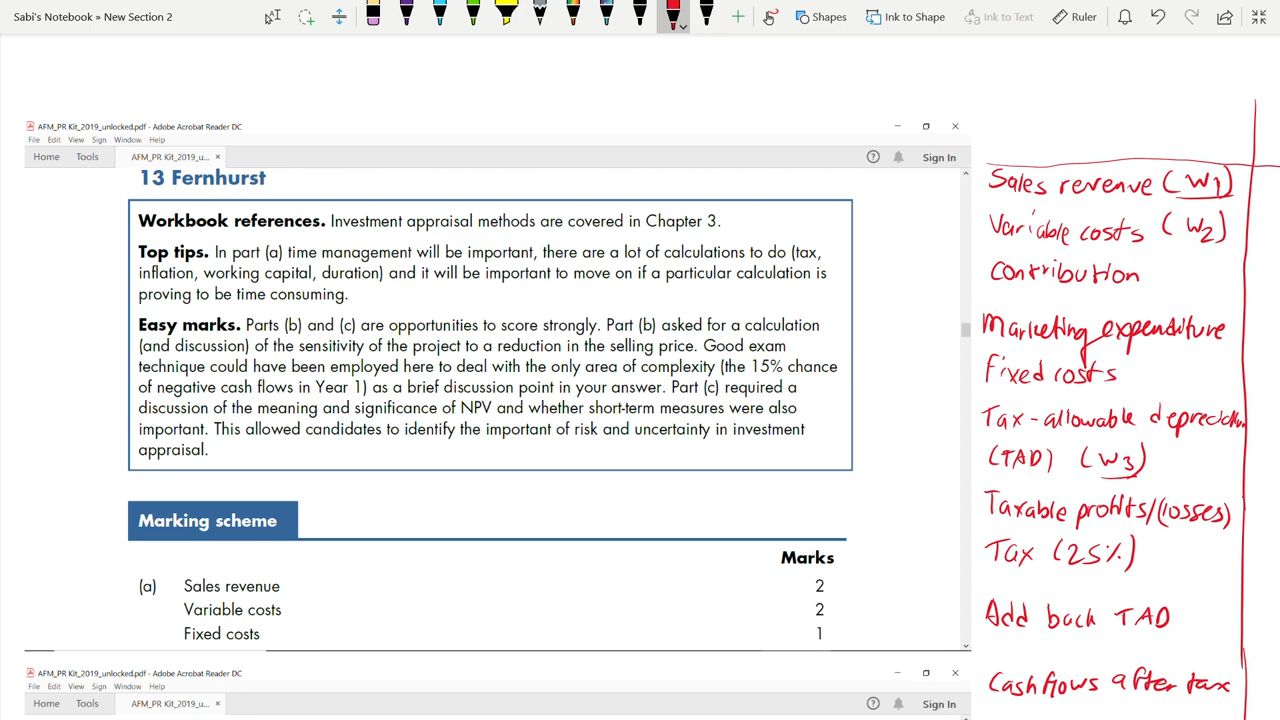 Sabi's Notebook » New Section 2
Shapes
Ink to Shape
Ink to Text
Ruler
AFM_PR Kit_2019_unlocked.pdf - Adobe Acrobat Reader DC
File Edit View Sign Window Help
Home Tools AFM_PR Kit_2019_u... × Sign In
13 Fernhurst
Workbook references. Investment appraisal methods are covered in Chapter 3.
Top tips. In part (a) time management will be important, there are a lot of calculations to do (tax,
inflation, working capital, duration) and it will be important to move on if a particular calculation is
proving to be time consuming.
Easy marks. Parts (b) and (c) are opportunities to score strongly. Part (b) asked for a calculation
(and discussion) of the sensitivity of the project to a reduction in the selling price. Good exam
technique could have been employed here to deal with the only area of complexity (the 15% chance
of negative cash flows in Year 1) as a brief discussion point in your answer. Part (c) required a
discussion of the meaning and significance of NPV and whether short-term measures were also
important. This allowed candidates to identify the important of risk and uncertainty in investment
appraisal.
Marking scheme
Marks
(a) Sales revenue 2
Variable costs 2
Fixed costs 1
AFM_PR Kit_2019_unlocked.pdf - Adobe Acrobat Reader DC
File Edit View Sign Window Help
Home Tools AFM_PR Kit_2019_u... × Sign In
Sales revenue (W1)
Variable costs (W2)
Contribution
Marketing expenditure
Fixed costs
Tax-allowable
(TAD) (W3)
Taxable profits/(losses)
Tax (25%)
Add back TAD
Cashflows after tax